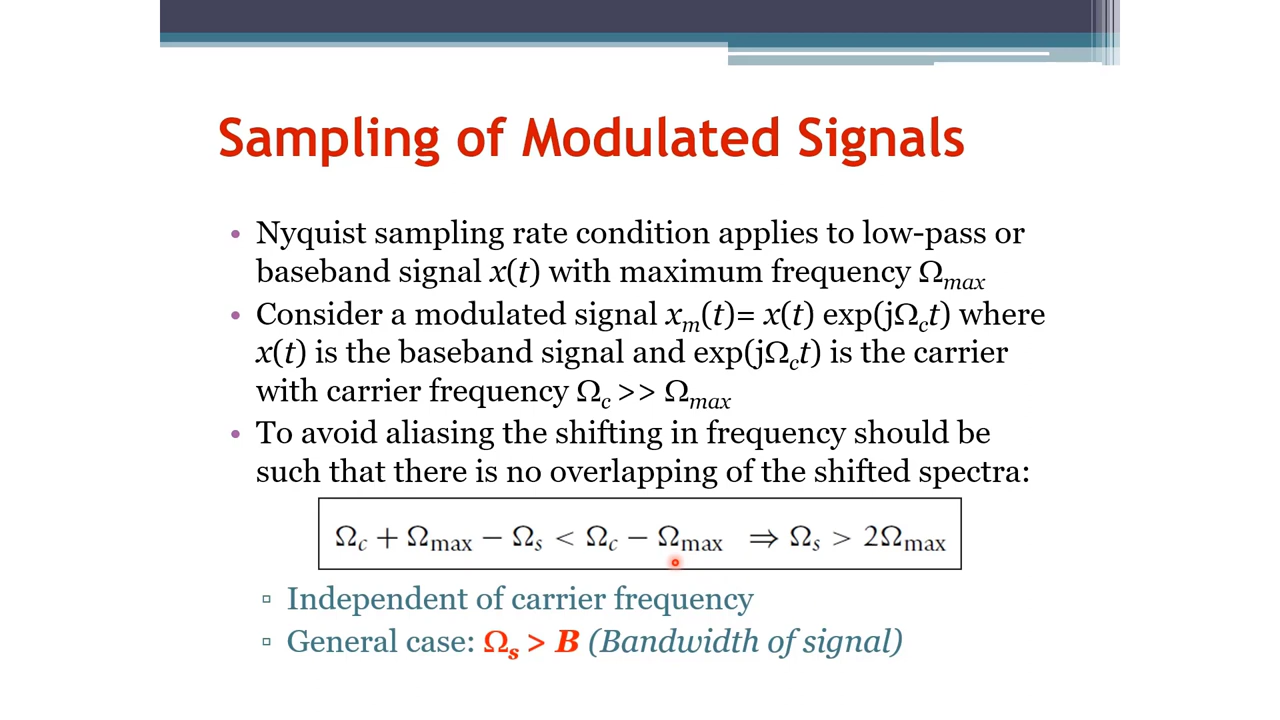 Sampling of Modulated Signals
• Nyquist sampling rate condition applies to low-pass or
baseband signal x(t) with maximum frequency Ωmax
• Consider a modulated signal xm(t)= x(t) exp(jΩct) where
x(t) is the baseband signal and exp(jΩct) is the carrier
with carrier frequency Ωc >> Ωmax
• To avoid aliasing the shifting in frequency should be
such that there is no overlapping of the shifted spectra:
Ωc + Ωmax − Ωs < Ωc − Ωmax ⇒ Ωs > 2Ωmax
▫ Independent of carrier frequency
▫ General case: Ωs > B (Bandwidth of signal)